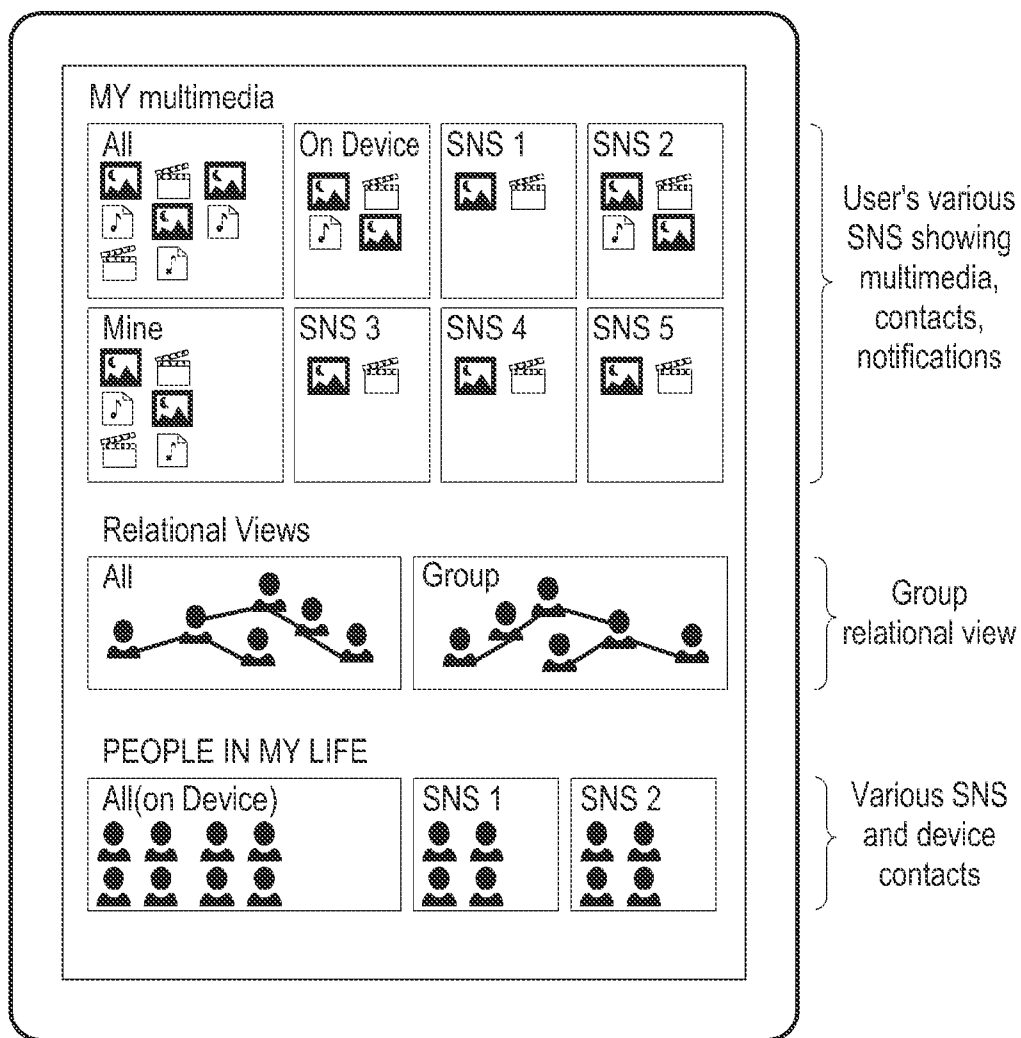 MY multimedia
All
On Device
SNS 1
SNS 2
Mine
SNS 3
SNS 4
SNS 5
User's various
SNS showing
multimedia,
contacts,
notifications
Relational Views
All
Group
Group
relational view
PEOPLE IN MY LIFE
All(on Device)
SNS 1
SNS 2
Various SNS
and device
contacts